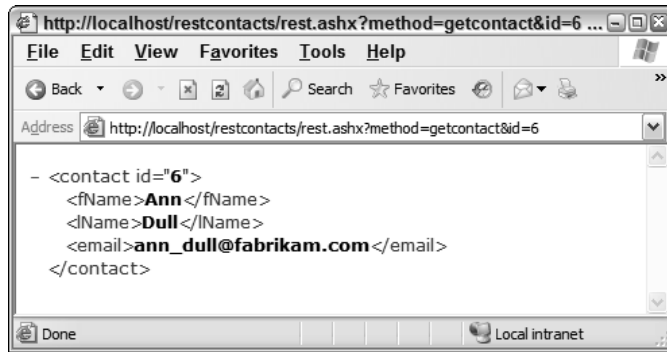 http://localhost/restcontacts/rest.ashx?method=getcontact&id=6 ...
File Edit View Favorites Tools Help
Back Search Favorites »
Address http://localhost/restcontacts/rest.ashx?method=getcontact&id=6
- <contact id="6">
<fName>Ann</fName>
<lName>Dull</lName>
<email>ann_dull@fabrikam.com</email>
</contact>
Done Local intranet